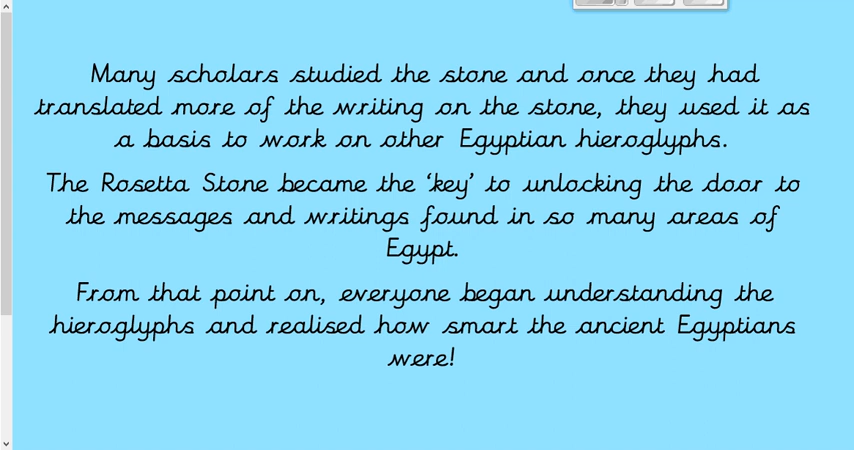 Many scholars studied the stone and once they had
translated more of the writing on the stone, they used it as
a basis to work on other Egyptian hieroglyphs.
The Rosetta Stone became the ‘key’ to unlocking the door to
the messages and writings found in so many areas of
Egypt.
From that point on, everyone began understanding the
hieroglyphs and realised how smart the ancient Egyptians
were!